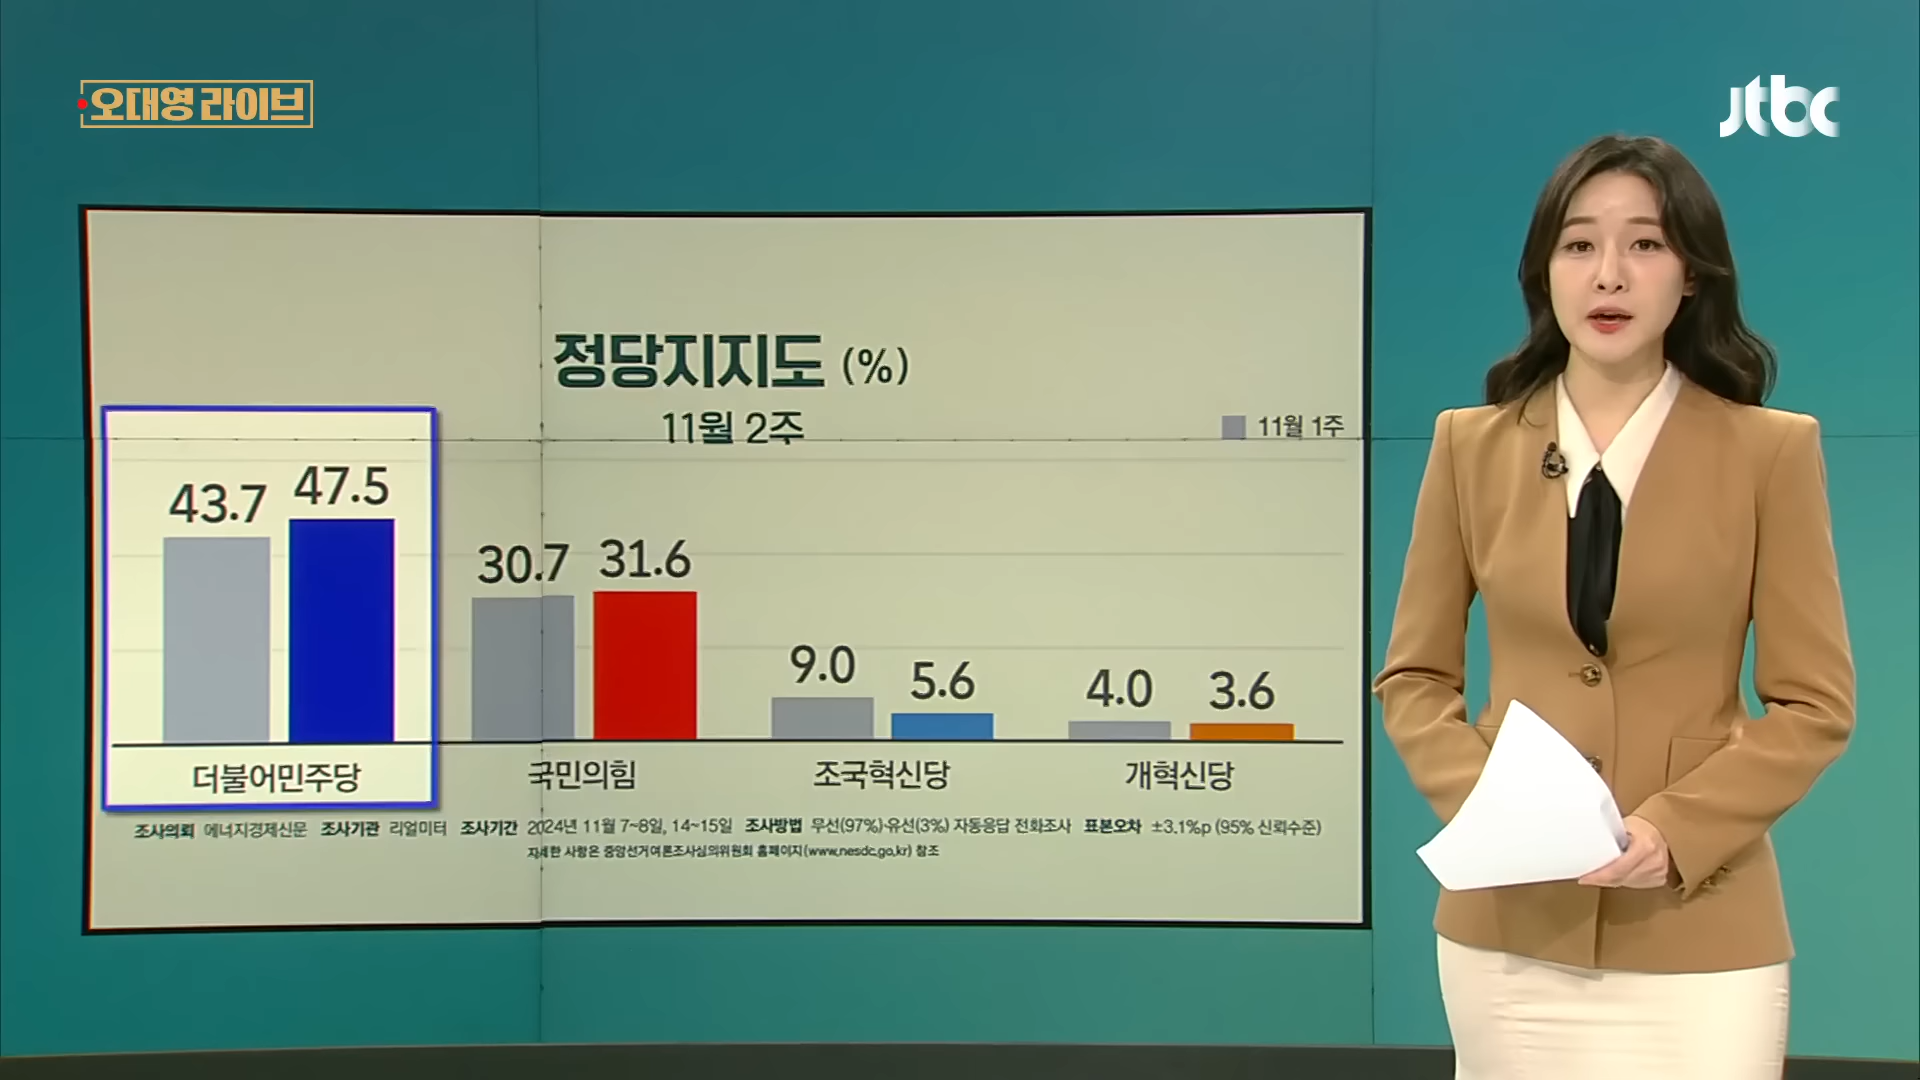 오대영 라이브
jtbc
정당지지도 (%)
11월 2주
11월 1주
43.7 47.5 30.7 31.6 9.0 5.6 4.0 3.6
더불어민주당 국민의힘 조국혁신당 개혁신당
조사의뢰 에너지경제신문 조사기관 리얼미터 조사기간 2024년 11월 7~8일, 14~15일 조사방법 무선(97%)·유선(3%) 자동응답 전화조사 표본오차 ±3.1%p (95% 신뢰수준)
자세한 사항은 중앙선거여론조사심의위원회 홈페이지(www.nesdc.go.kr) 참조